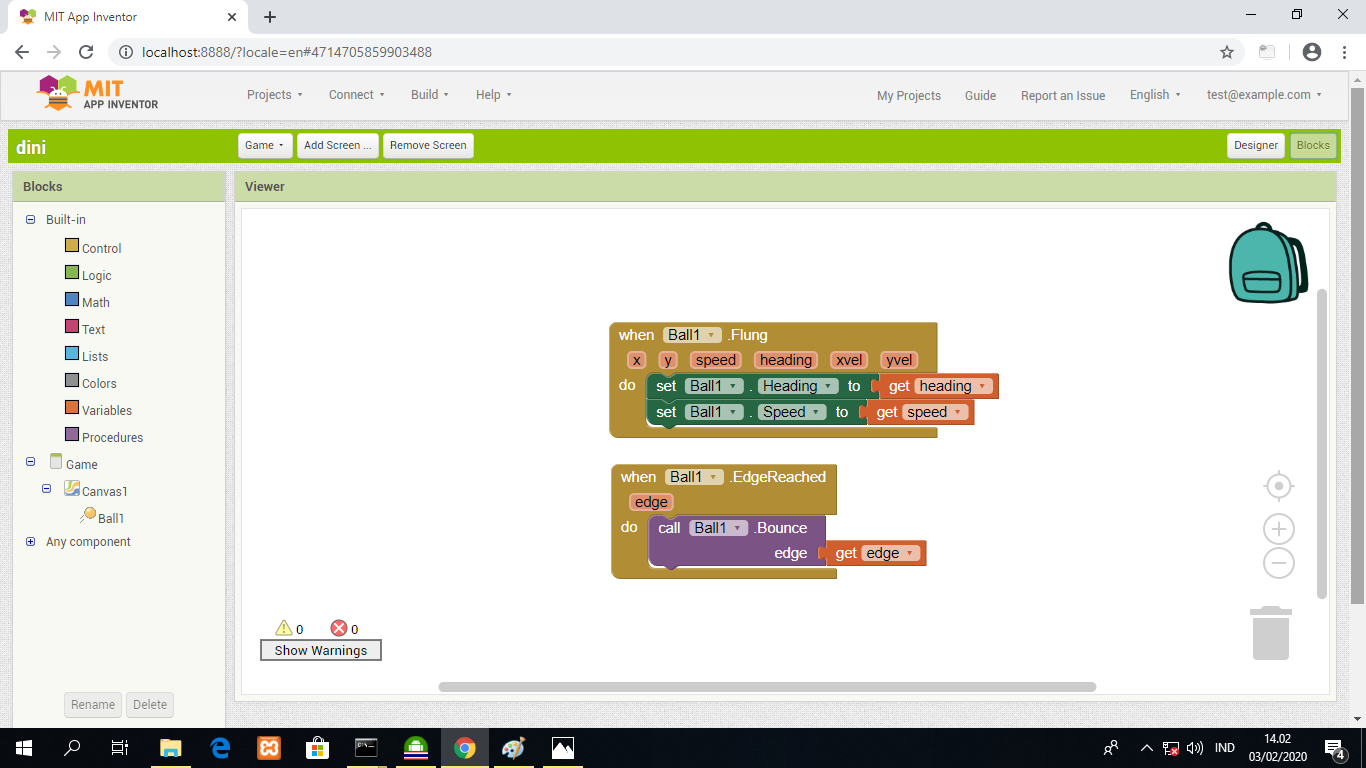 MIT App Inventor
localhost:8888/?locale=en#4714705859903488
MIT
APP INVENTOR
Projects Connect Build Help My Projects Guide Report an Issue English test@example.com
dini Game Add Screen ... Remove Screen Designer Blocks
Blocks
Viewer
Built-in
Control
Logic
Math
Text
Lists
Colors
Variables
Procedures
Game
Canvas1
Ball1
Any component
Rename Delete
when Ball1 .Flung
x y speed heading xvel yvel
do set Ball1 . Heading to get heading
set Ball1 . Speed to get speed
when Ball1 .EdgeReached
edge
do call Ball1 .Bounce
edge get edge
0 0
Show Warnings
IND
14.02
03/02/2020
4